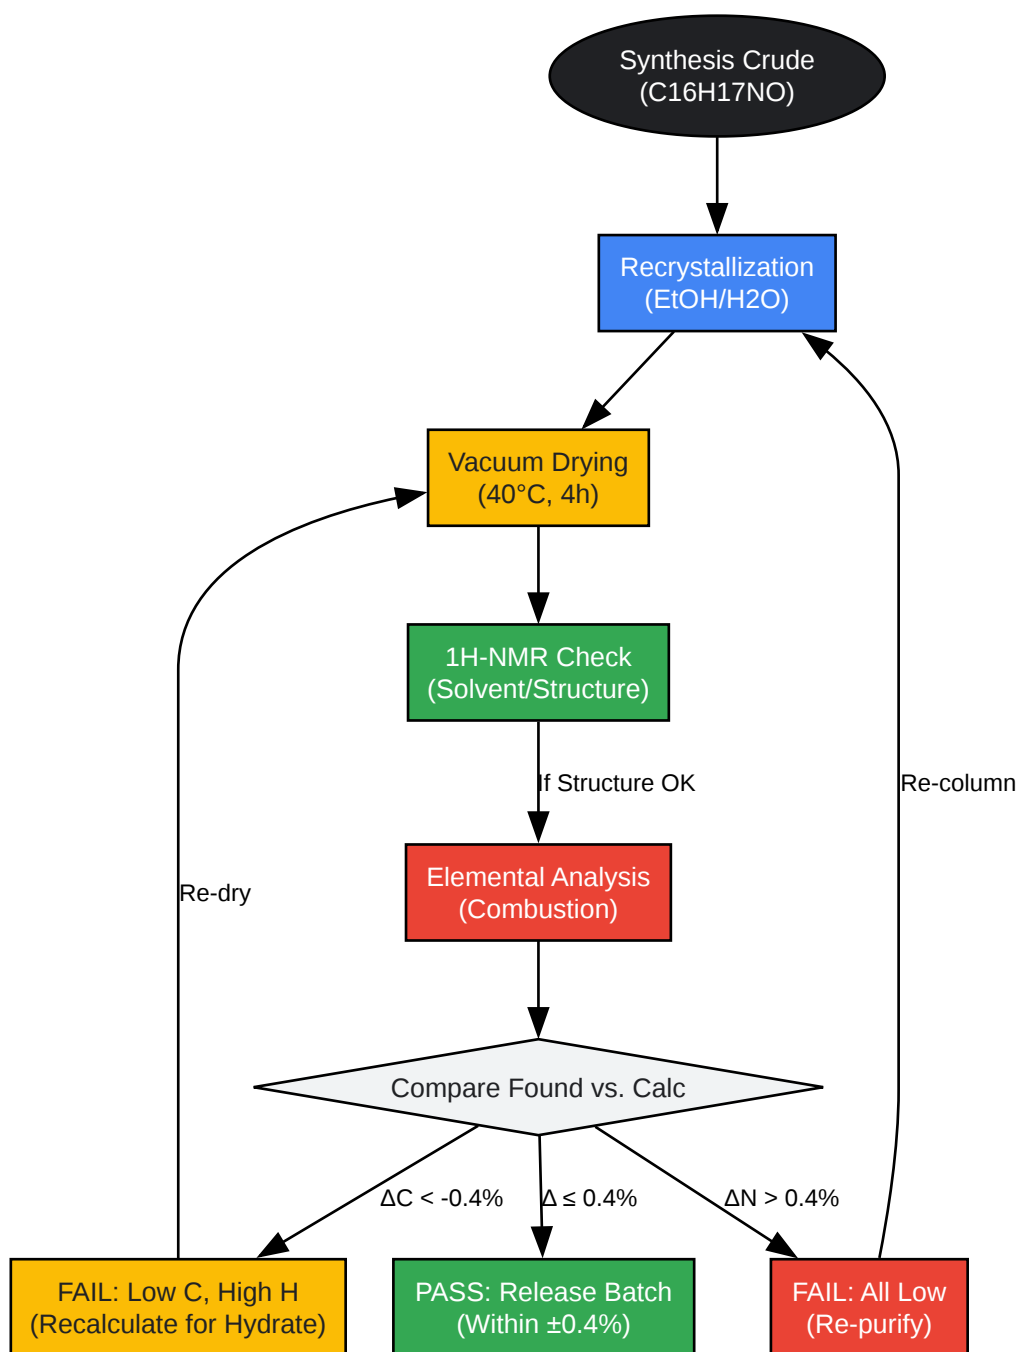 Synthesis Crude
(C16H17NO)
Recrystallization
(EtOH/H2O)
Vacuum Drying
(40°C, 4h)
1H-NMR Check
(Solvent/Structure)
If Structure OK
Re-column
Elemental Analysis
(Combustion)
Re-dry
Compare Found vs. Calc
ΔC < -0.4%
Δ ≤ 0.4%
ΔN > 0.4%
FAIL: Low C, High H
(Recalculate for Hydrate)
PASS: Release Batch
(Within ±0.4%)
FAIL: All Low
(Re-purify)